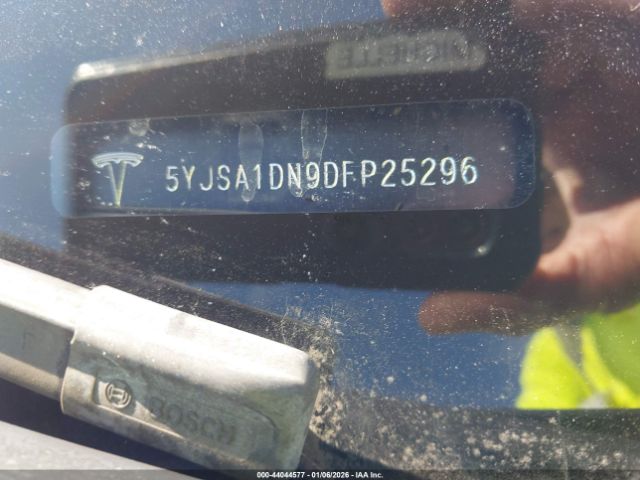 5YJSA1DN9DFP25296
BOSCH
000-44044577 - 01/06/2026 - IAA Inc.